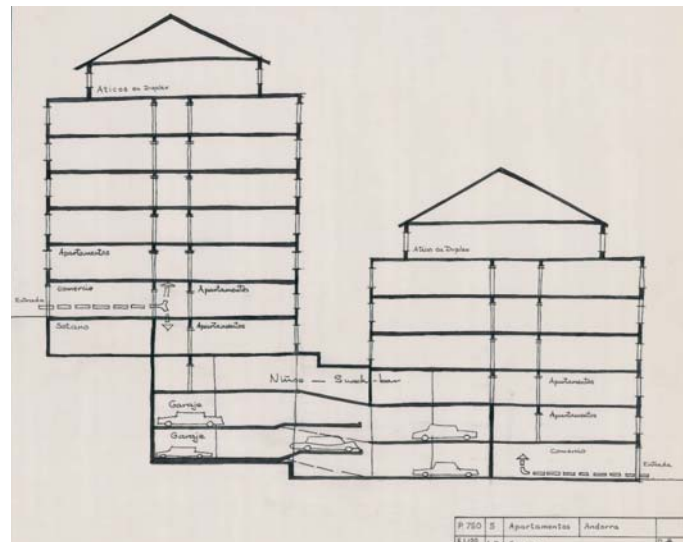 Aticos en Duplex
Atico en Duplex
Apartamentos
comercio
Apartamentos
Entrada
Sotano
Apartamentos
Apartamentos
Niños — Snack-bar
Apartamentos
Garaje
Garaje
comercio
Entrada
P. 750 S Apartamentos Andorra